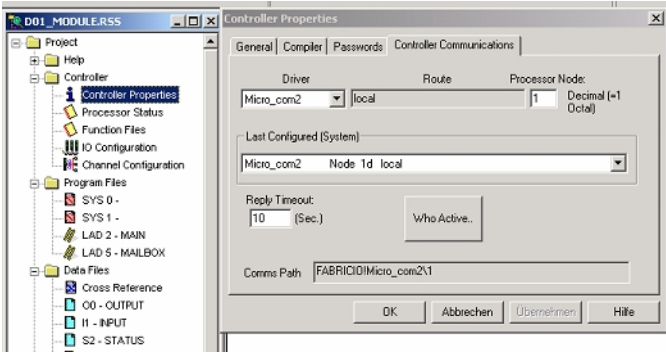 D01_MODULE.RSS
Project
Help
Controller
Controller Properties
Processor Status
Function Files
IO Configuration
Channel Configuration
Program Files
SYS 0 -
SYS 1 -
LAD 2 - MAIN
LAD 5 - MAILBOX
Data Files
Cross Reference
O0 - OUTPUT
I1 - INPUT
S2 - STATUS
Controller Properties
General Compiler Passwords Controller Communications
Driver Route Processor Node:
Micro_com2 local 1 Decimal (=1
Octal)
Last Configured (System)
Micro_com2 Node 1d local
Reply Timeout:
10 (Sec.) Who Active..
Comms Path FABRICIO!Micro_com2\1
OK Abbrechen Übernehmen Hilfe